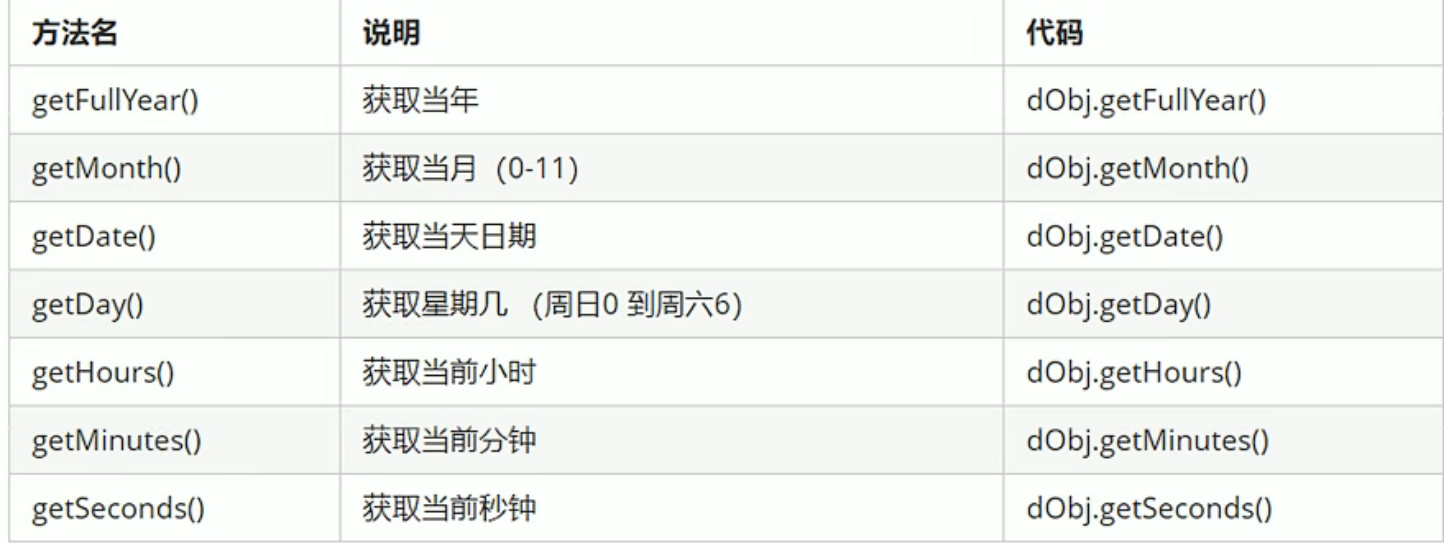 方法名 说明 代码
getFullYear() 获取当年 dObj.getFullYear()
getMonth() 获取当月（0-11） dObj.getMonth()
getDate() 获取当天日期 dObj.getDate()
getDay() 获取星期几 （周日0 到周六6） dObj.getDay()
getHours() 获取当前小时 dObj.getHours()
getMinutes() 获取当前分钟 dObj.getMinutes()
getSeconds() 获取当前秒钟 dObj.getSeconds()